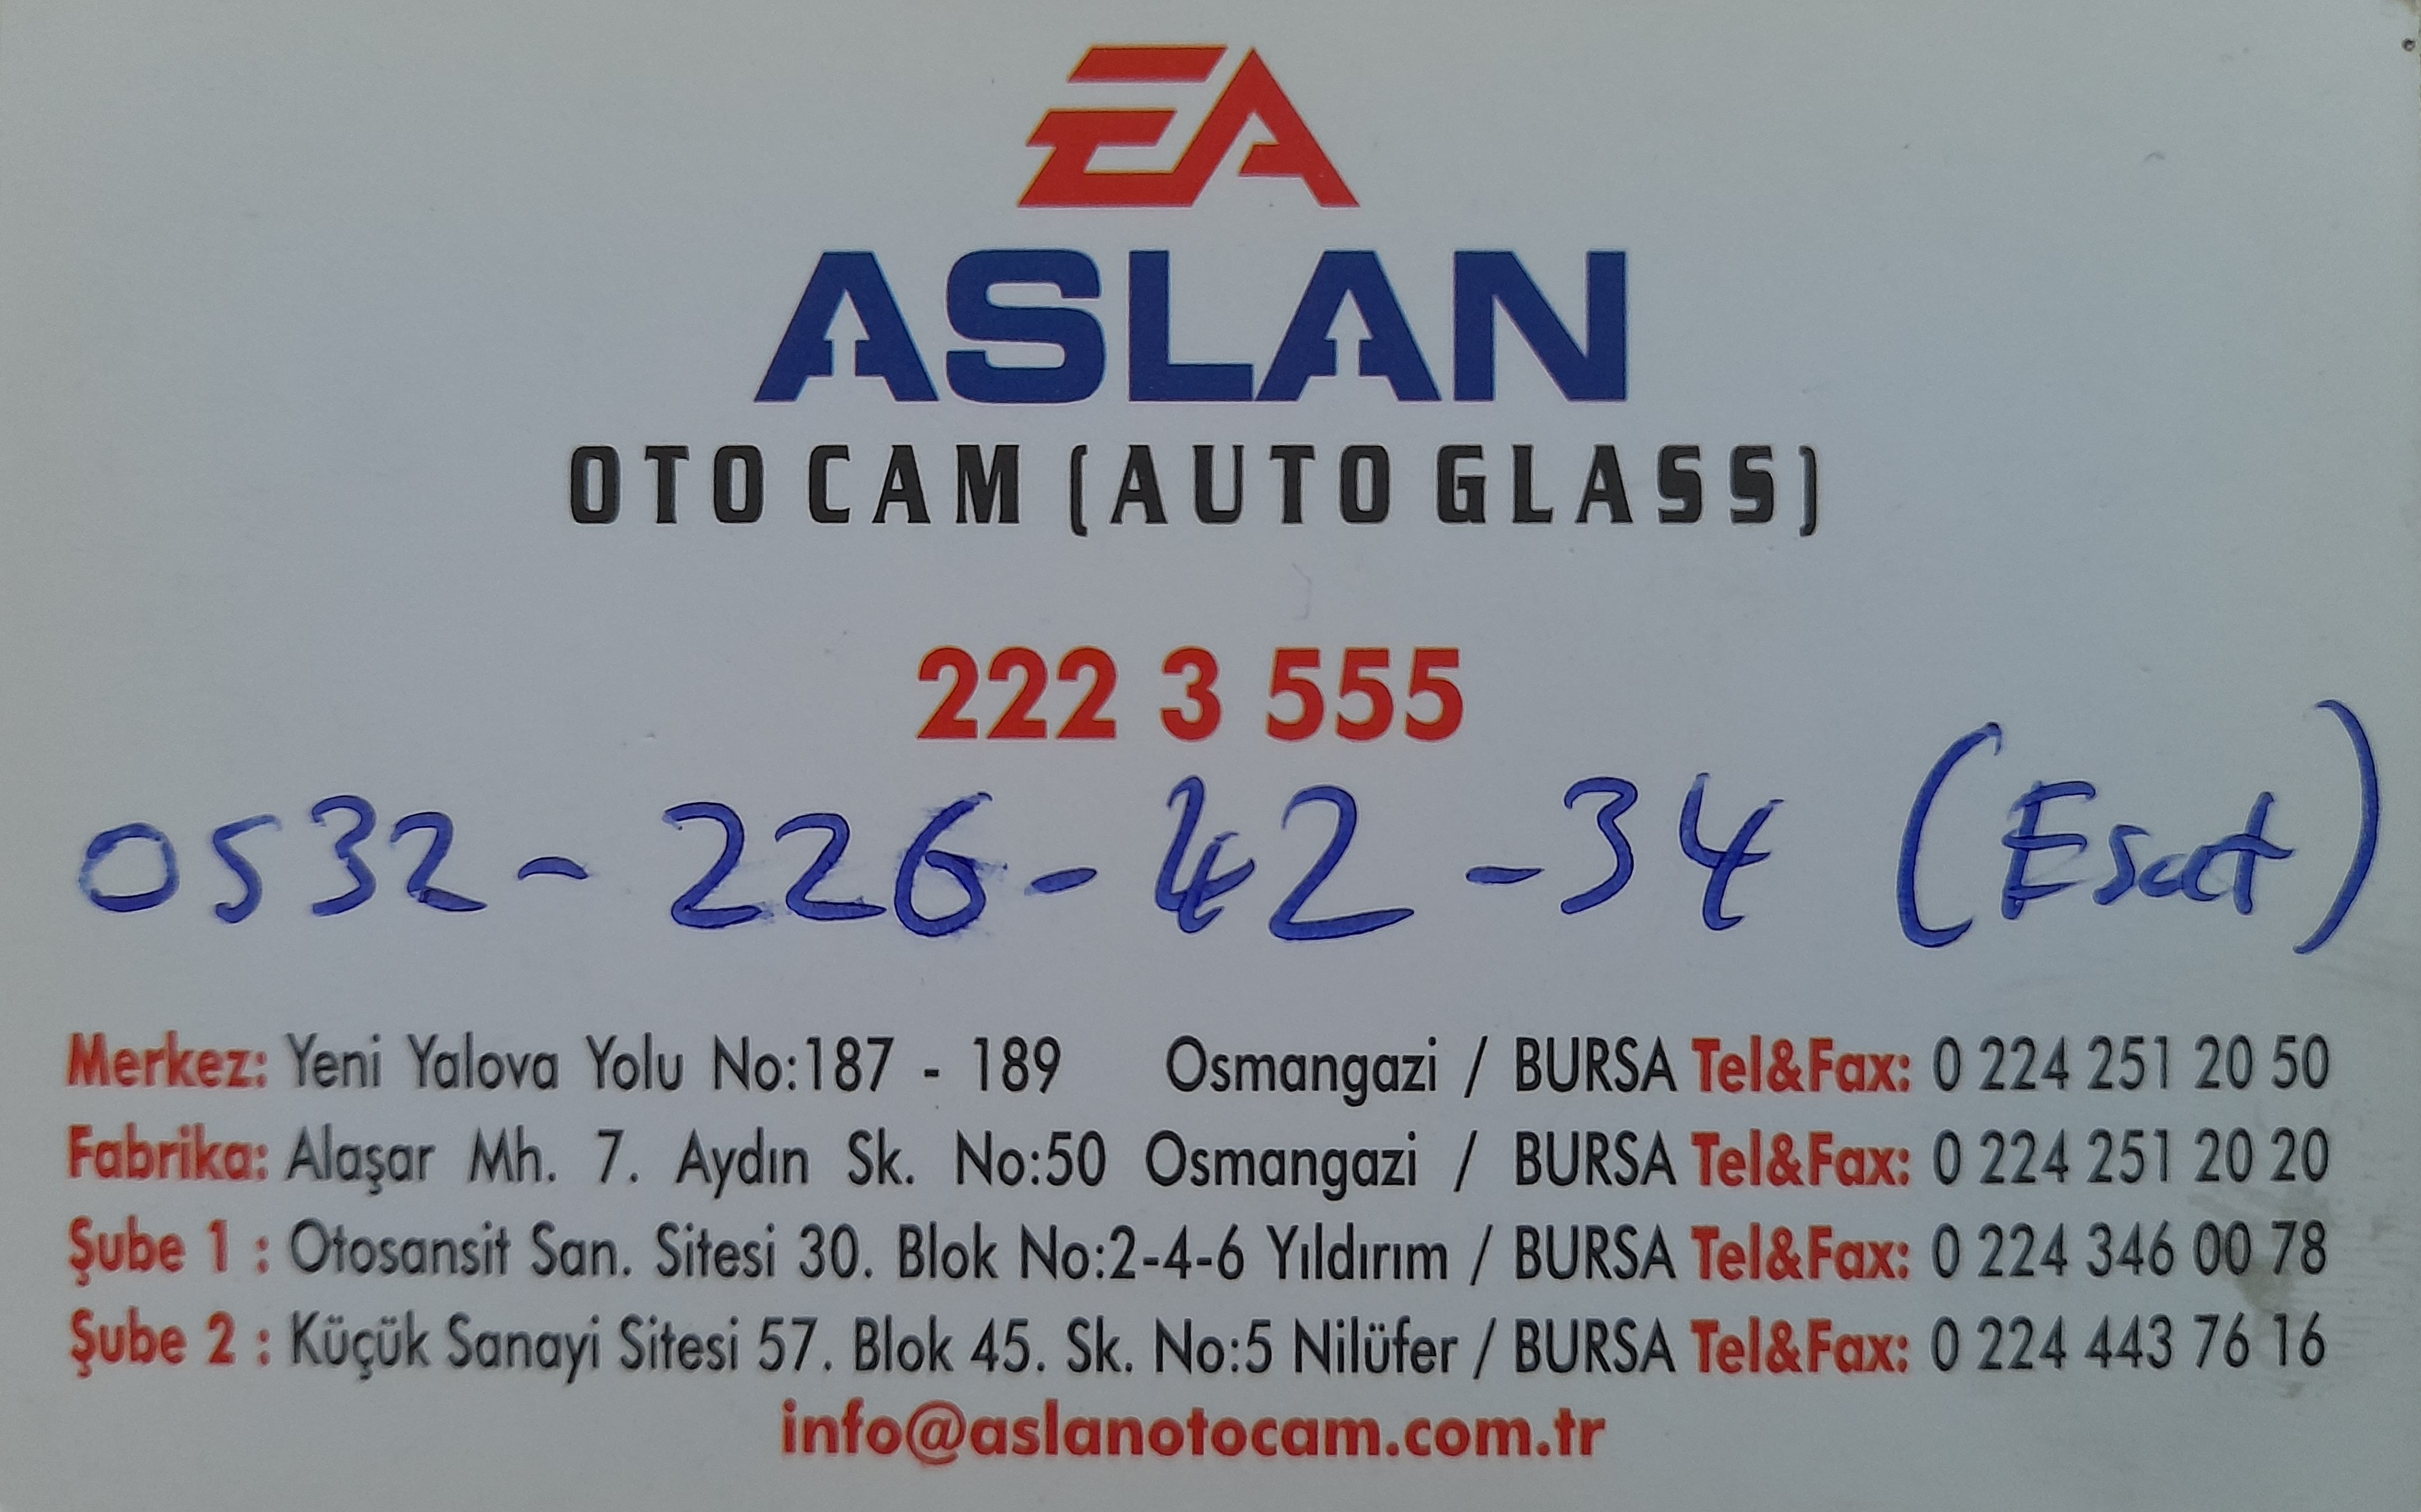 EA
ASLAN
OTO CAM (AUTO GLASS)
222 3 555
0532 - 226 - 42 - 34 (Esat)
Merkez: Yeni Yalova Yolu No:187 - 189 Osmangazi / BURSA Tel&Fax: 0 224 251 20 50
Fabrika: Alaşar Mh. 7. Aydın Sk. No:50 Osmangazi / BURSA Tel&Fax: 0 224 251 20 20
Şube 1 : Otosansit San. Sitesi 30. Blok No:2-4-6 Yıldırım / BURSA Tel&Fax: 0 224 346 00 78
Şube 2 : Küçük Sanayi Sitesi 57. Blok 45. Sk. No:5 Nilüfer / BURSA Tel&Fax: 0 224 443 76 16
info@aslanotocam.com.tr